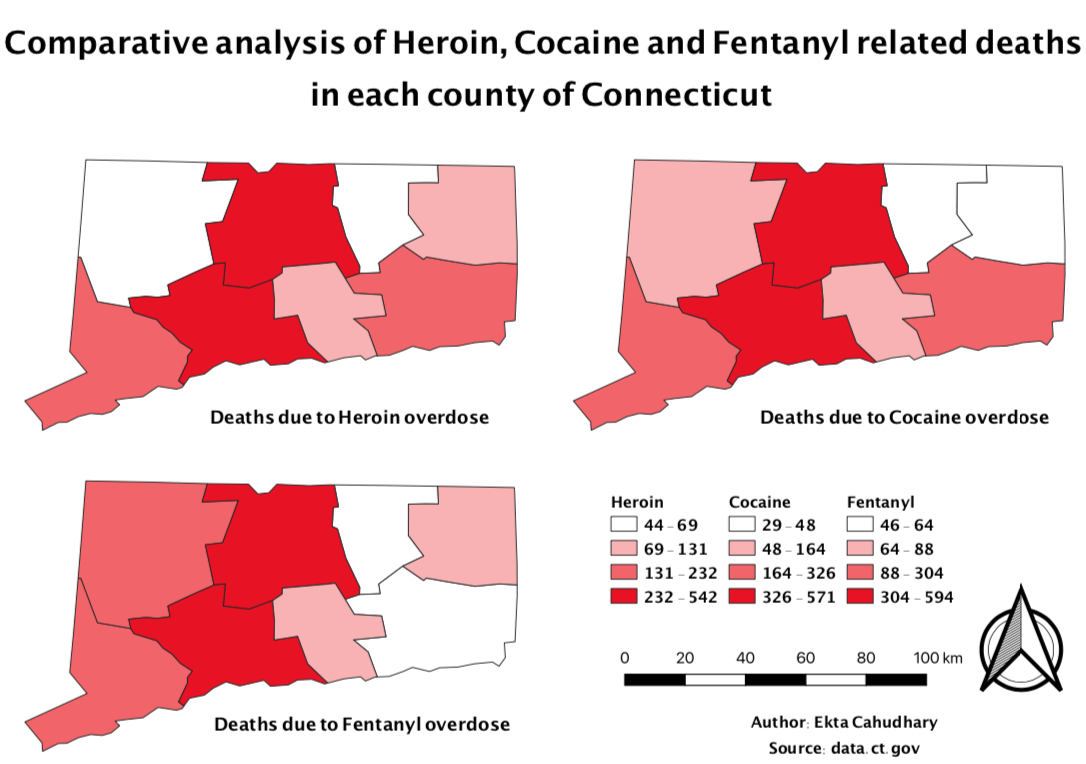 Comparative analysis of Heroin, Cocaine and Fentanyl related deaths
in each county of Connecticut
Deaths due to Heroin overdose
Deaths due to Cocaine overdose
Deaths due to Fentanyl overdose
Heroin
44 - 69
69 - 131
131 - 232
232 - 542
Cocaine
29 - 48
48 - 164
164 - 326
326 - 571
Fentanyl
46 - 64
64 - 88
88 - 304
304 - 594
0 20 40 60 80 100 km
Author: Ekta Cahudhary
Source: data.ct.gov